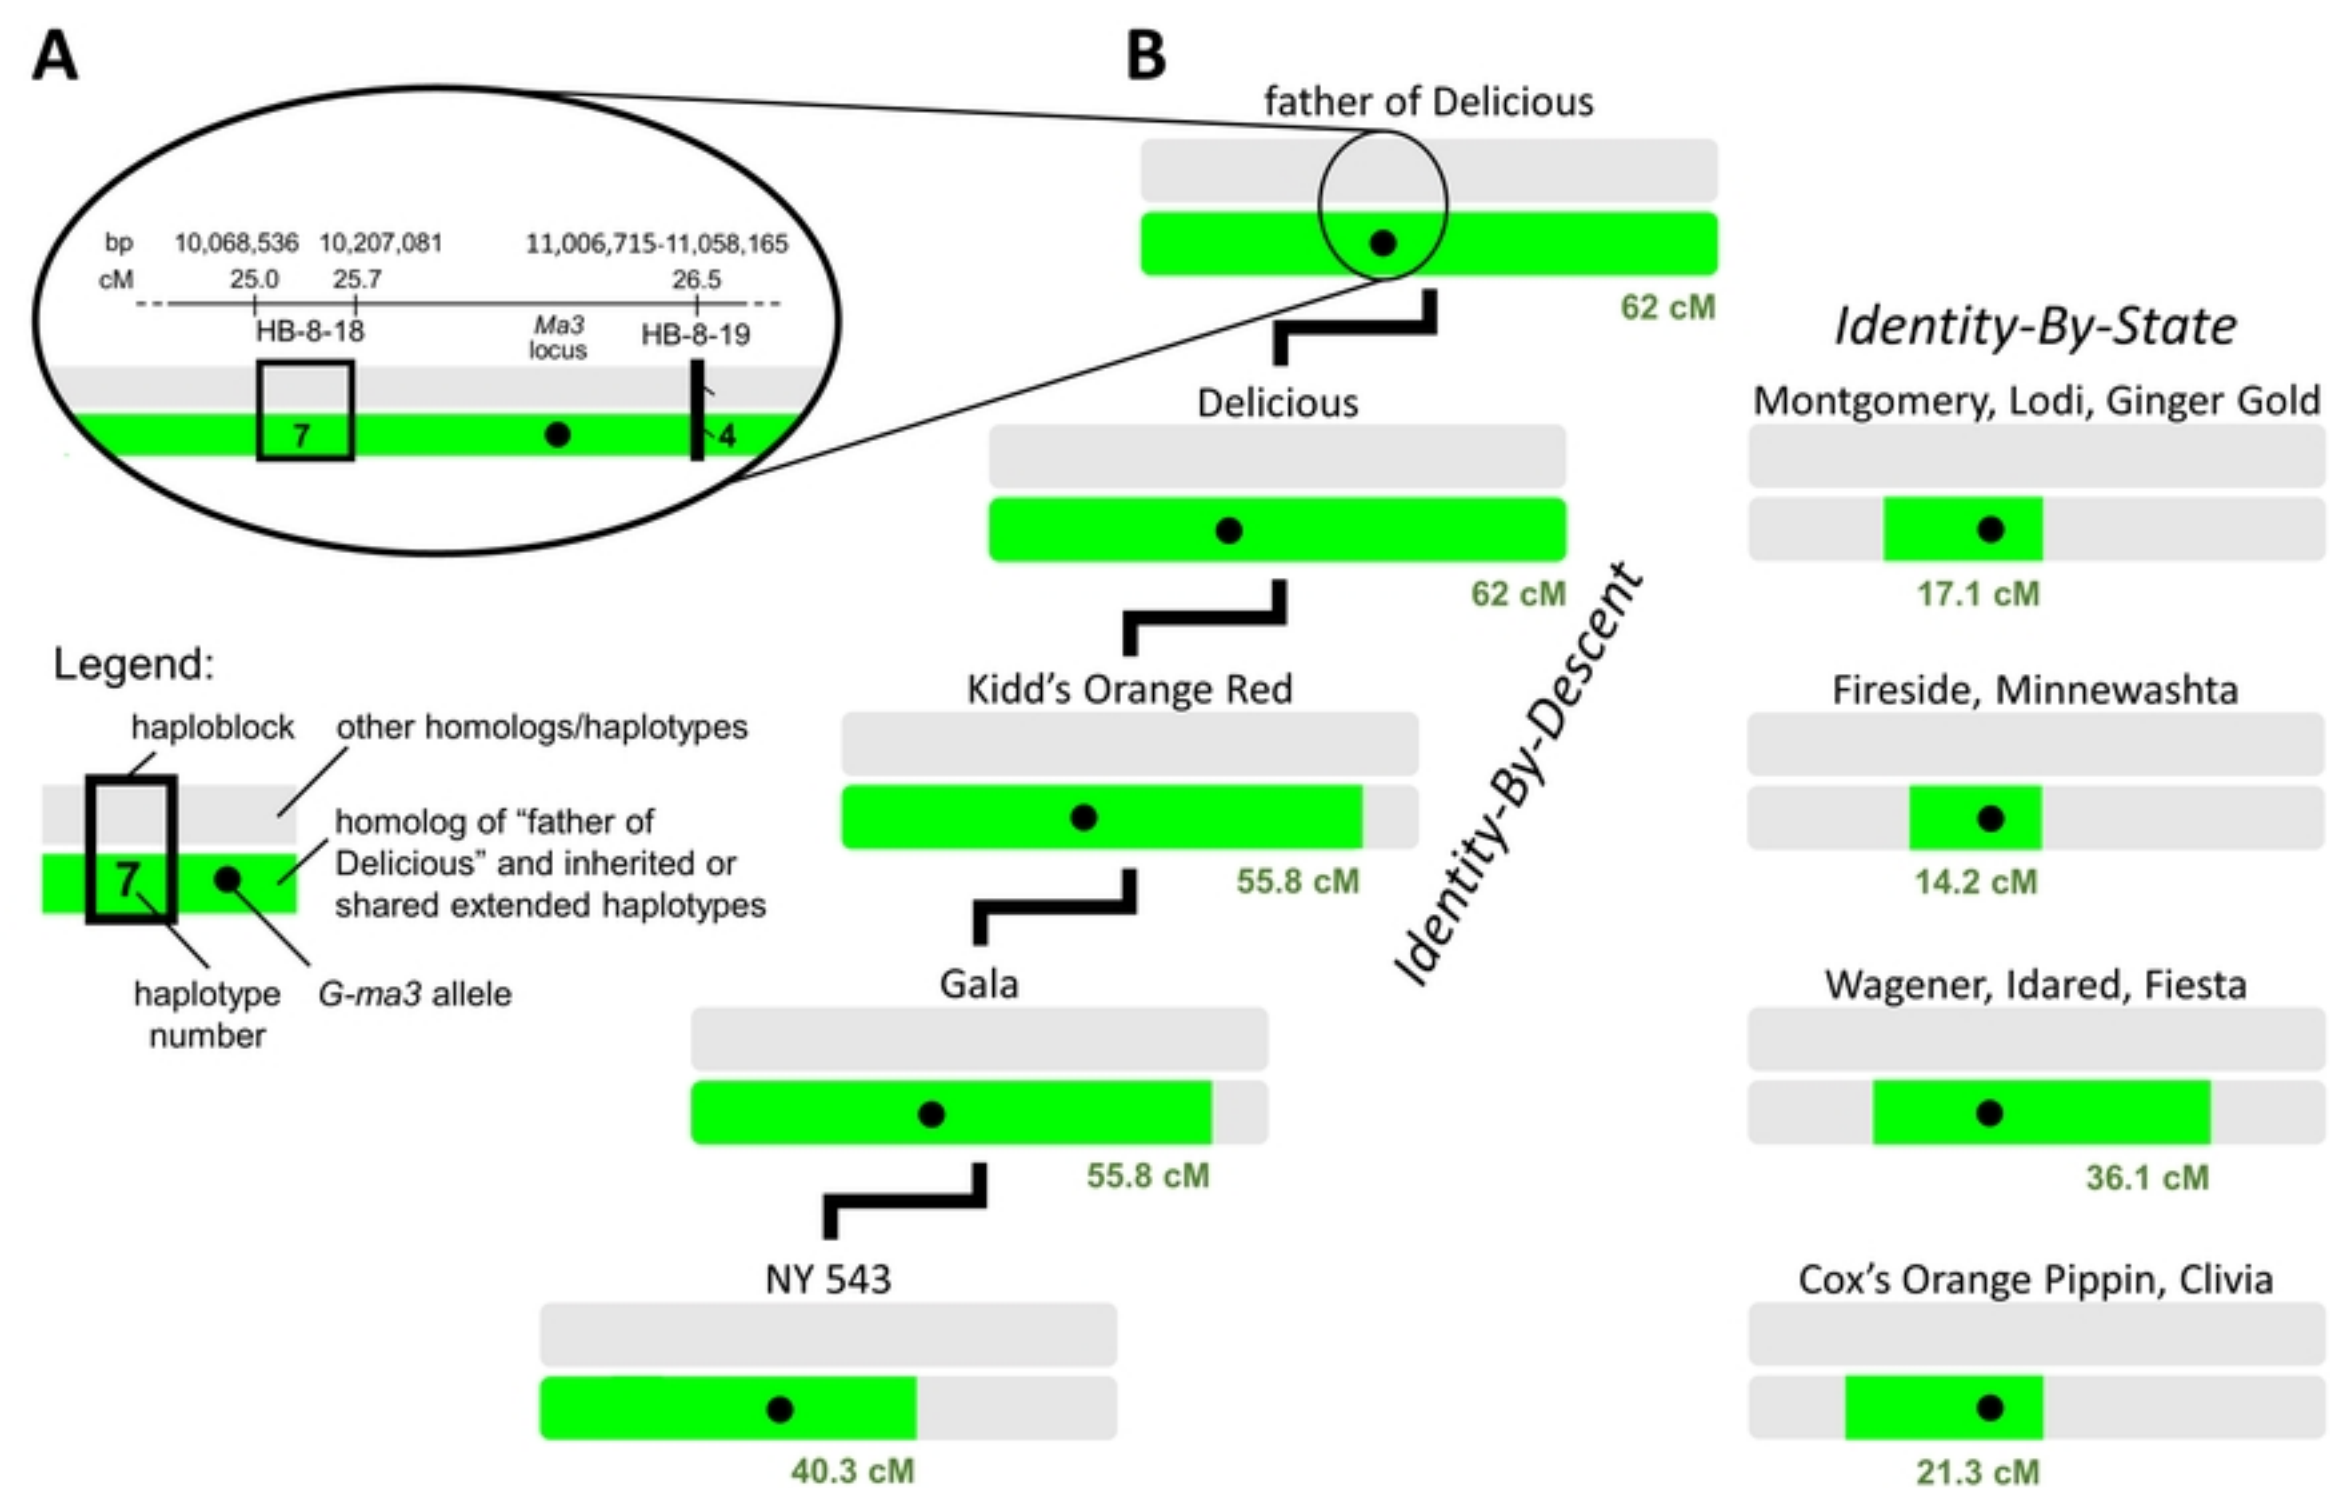 A
bp 10,068,536 10,207,081 11,006,715-11,058,165
cM 25.0 25.7 26.5
HB-8-18 Ma3 locus HB-8-19
7 4
Legend:
haploblock
other homologs/haplotypes
7
homolog of “father of
Delicious” and inherited or
shared extended haplotypes
haplotype
number
G-ma3 allele
B
father of Delicious
62 cM
Delicious
62 cM
Kidd’s Orange Red
55.8 cM
Gala
55.8 cM
NY 543
40.3 cM
Identity-By-Descent
Identity-By-State
Montgomery, Lodi, Ginger Gold
17.1 cM
Fireside, Minnewashta
14.2 cM
Wagener, Idared, Fiesta
36.1 cM
Cox’s Orange Pippin, Clivia
21.3 cM